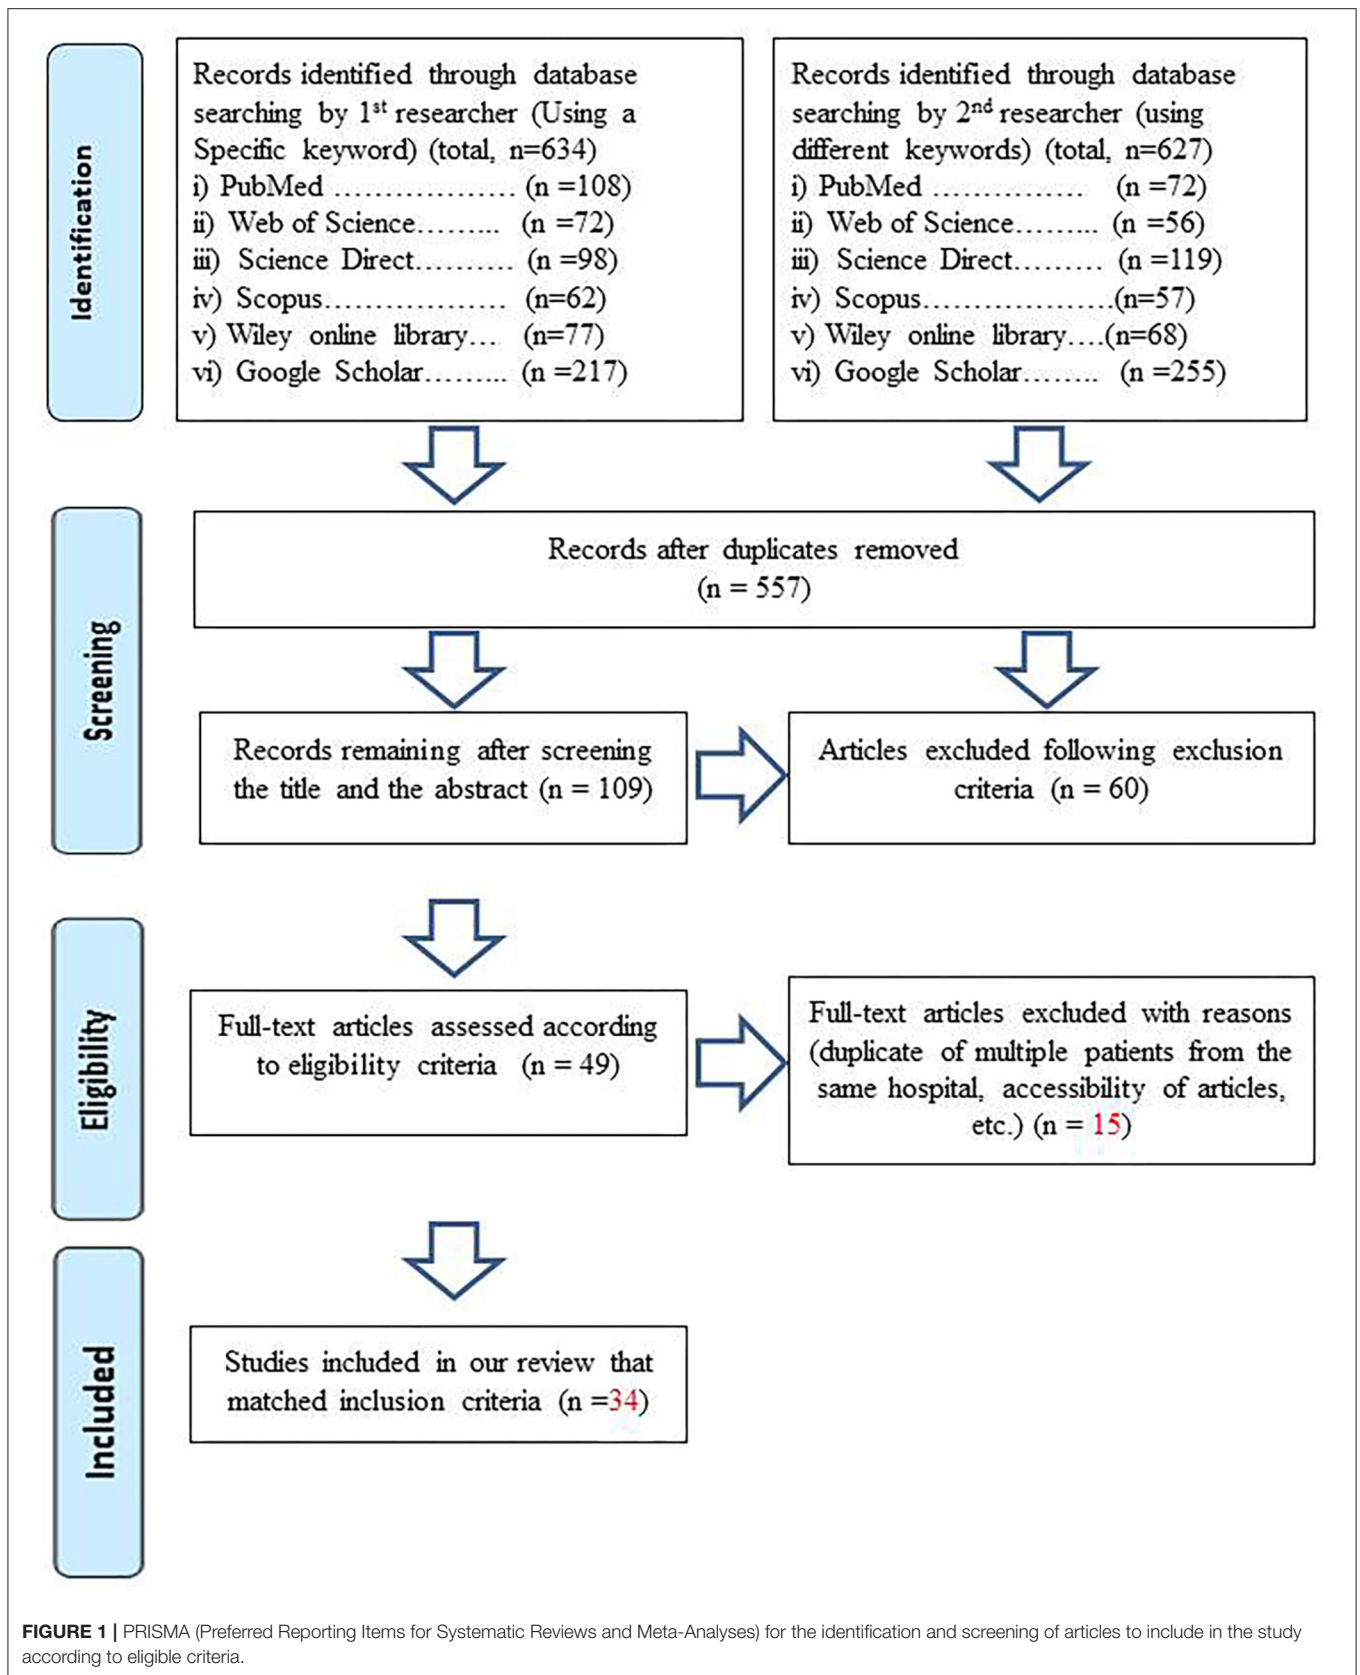 Identification
Records identified through database
searching by 1st researcher (Using a
Specific keyword) (total, n=634)
i) PubMed .................. (n =108)
ii) Web of Science......... (n =72)
iii) Science Direct.......... (n =98)
iv) Scopus.................. (n=62)
v) Wiley online library... (n=77)
vi) Google Scholar......... (n =217)
Records identified through database
searching by 2nd researcher (using
different keywords) (total, n=627)
i) PubMed ............... (n =72)
ii) Web of Science......... (n =56)
iii) Science Direct......... (n =119)
iv) Scopus...................(n=57)
v) Wiley online library....(n=68)
vi) Google Scholar........ (n =255)
Screening
Records after duplicates removed
(n = 557)
Records remaining after screening
the title and the abstract (n = 109)
Articles excluded following exclusion
criteria (n = 60)
Eligibility
Full-text articles assessed according
to eligibility criteria (n = 49)
Full-text articles excluded with reasons
(duplicate of multiple patients from the
same hospital, accessibility of articles,
etc.) (n = 15)
Included
Studies included in our review that
matched inclusion criteria (n =34)
FIGURE 1 | PRISMA (Preferred Reporting Items for Systematic Reviews and Meta-Analyses) for the identification and screening of articles to include in the study
according to eligible criteria.